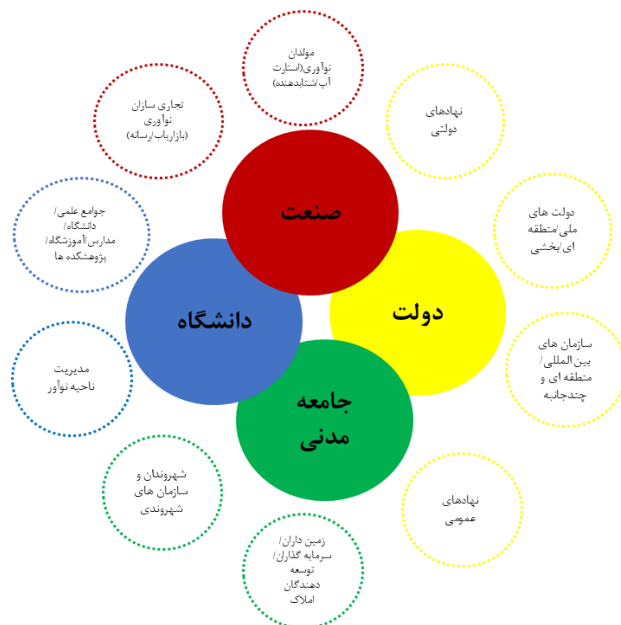 مولدان
نوآوری(استارت
آپ/شتابدهنده)
تجاری سازان
نوآوری
(بازاریاب/رسانه)
نهادهای
دولتی
صنعت
جوامع علمی/
دانشگاه/
مدارس/آموزشگاه/
پژوهشکده ها
دولت های
ملی/منطقه
ای/بخشی
دانشگاه
دولت
سازمان های
بین المللی/
منطقه ای و
چندجانبه
مدیریت
ناحیه نوآور
جامعه
مدنی
شهروندان و
سازمان های
شهروندی
نهادهای
عمومی
زمین داران/
سرمایه گذاران/
توسعه
دهندگان
املاک